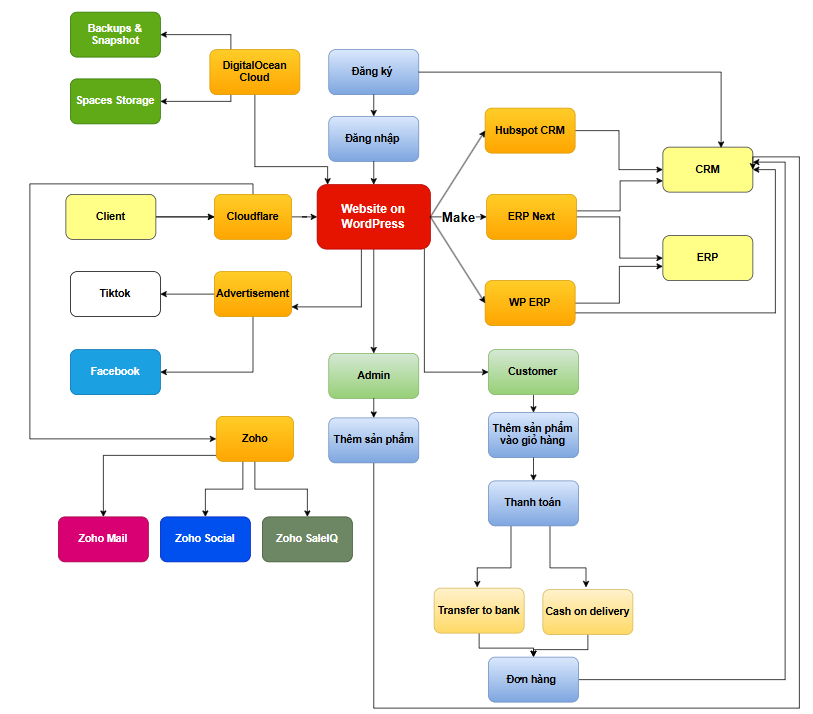 Backups &
Snapshot
DigitalOcean
Cloud
Đăng ký
Spaces Storage
Đăng nhập
Hubspot CRM
CRM
Client
Cloudflare
Website on
WordPress
Make
ERP Next
ERP
Tiktok
Advertisement
WP ERP
Facebook
Admin
Customer
Zoho
Thêm sản phẩm
Thêm sản phẩm
vào giỏ hàng
Thanh toán
Zoho Mail
Zoho Social
Zoho SaleIQ
Transfer to bank
Cash on delivery
Đơn hàng